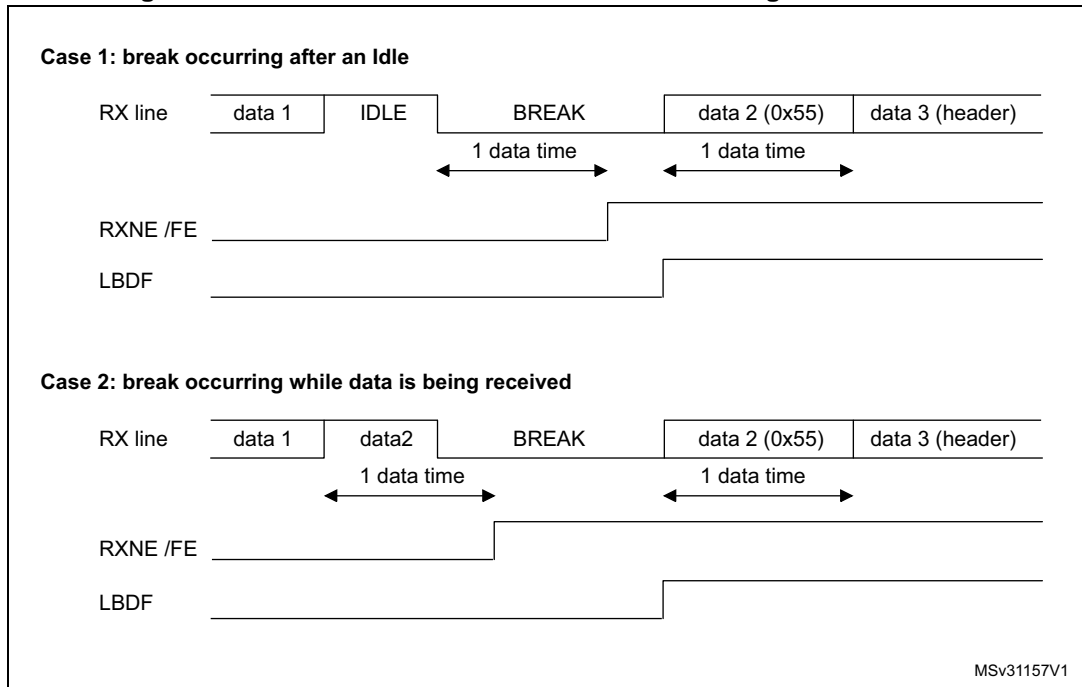 Case 1: break occurring after an Idle
RX line data 1 IDLE BREAK data 2 (0x55) data 3 (header)
1 data time 1 data time
RXNE /FE
LBDF
Case 2: break occurring while data is being received
RX line data 1 data2 BREAK data 2 (0x55) data 3 (header)
1 data time 1 data time
RXNE /FE
LBDF
MSv31157V1